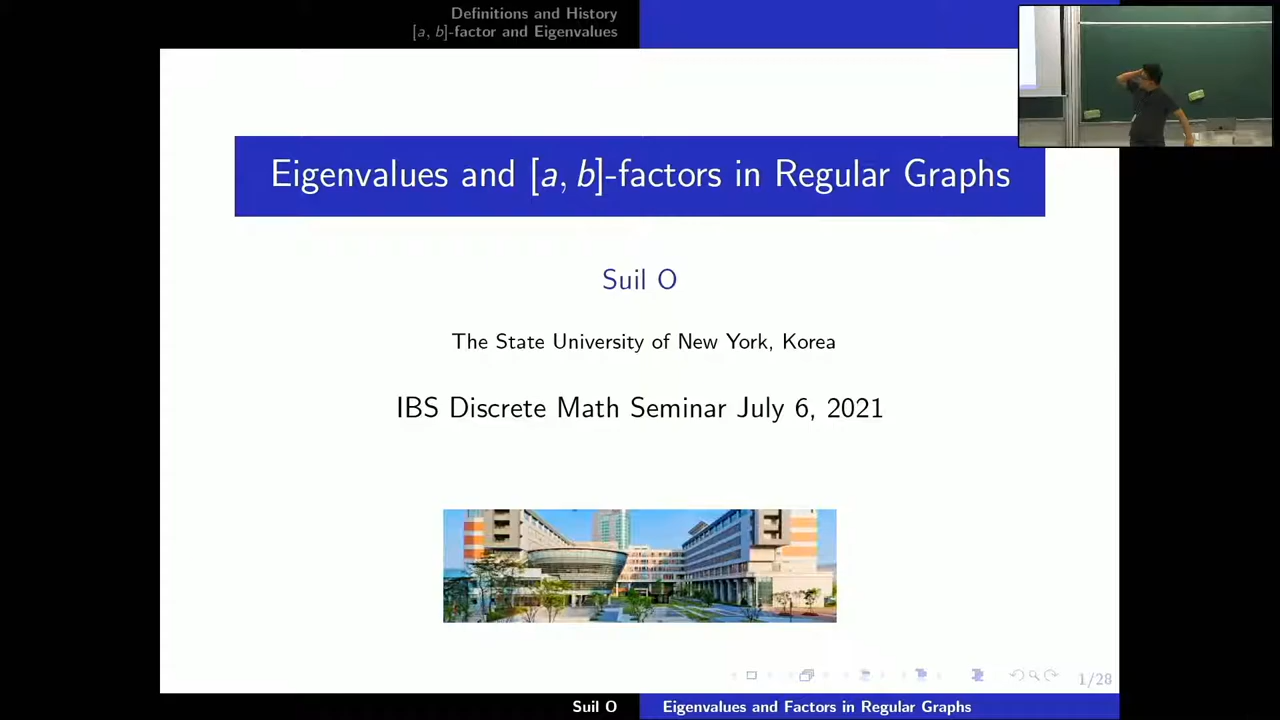 Definitions and History
[a, b]-factor and Eigenvalues
Eigenvalues and [a, b]-factors in Regular Graphs
Suil O
The State University of New York, Korea
IBS Discrete Math Seminar July 6, 2021
1/28
Suil O
Eigenvalues and Factors in Regular Graphs